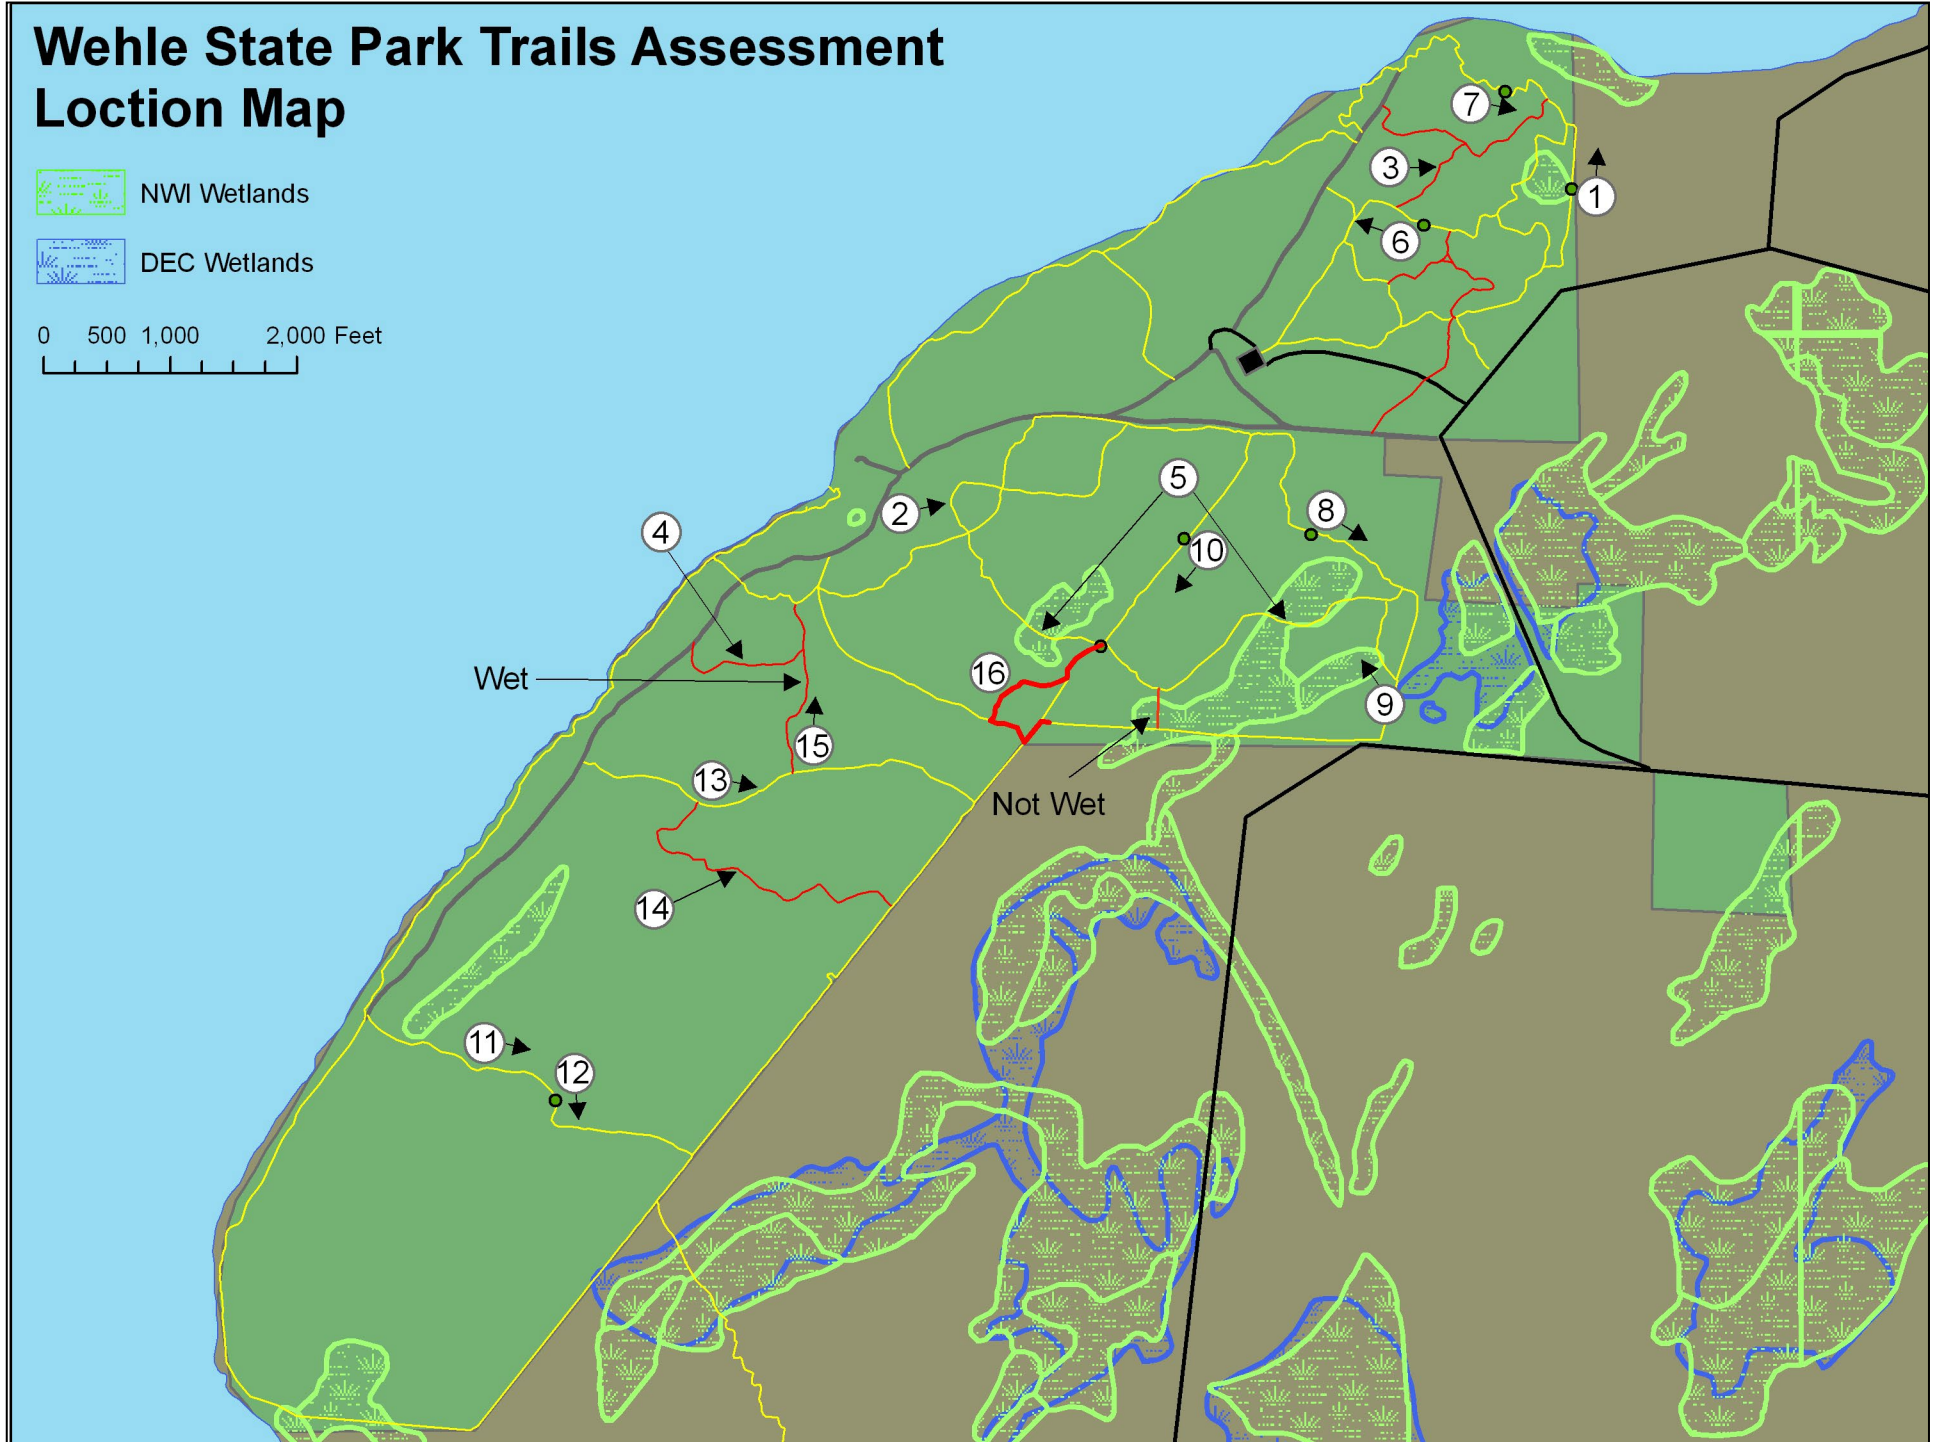 Wehle State Park Trails Assessment
Loction Map
NWI Wetlands
DEC Wetlands
0 500 1,000 2,000 Feet
7
3
1
6
5
2
8
4
10
16
Wet
9
15
13
Not Wet
14
11
12